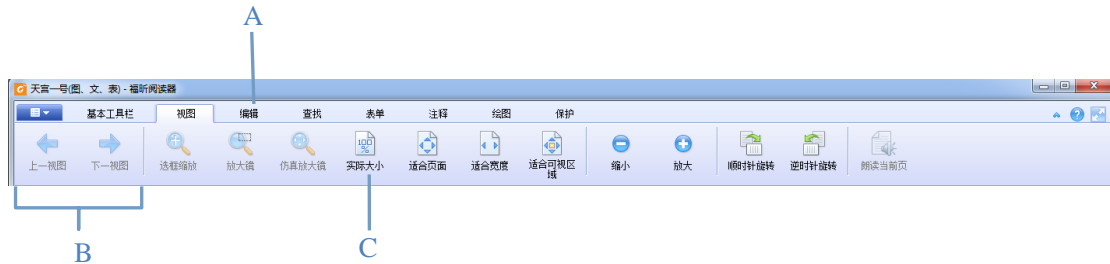 A
天宫一号(图、文、表) - 福昕阅读器
基本工具栏 视图 编辑 查找 表单 注释 绘图 保护
上一视图 下一视图 选框缩放 放大镜 仿真放大镜 100% 实际大小 适合页面 适合宽度 适合可视区域 缩小 放大 顺时针旋转 逆时针旋转 朗读当前页
B C